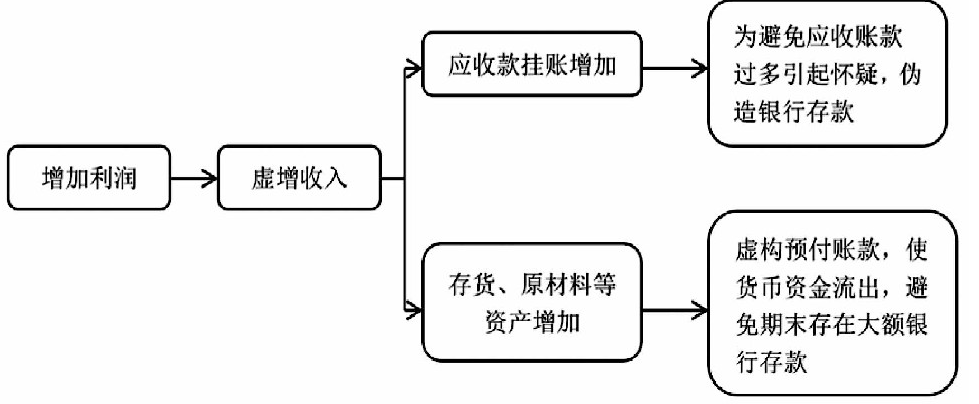 增加利润
虚增收入
应收款挂账增加
为避免应收账款
过多引起怀疑，伪
造银行存款
存货、原材料等
资产增加
虚构预付账款，使
货币资金流出，避
免期末存在大额银
行存款